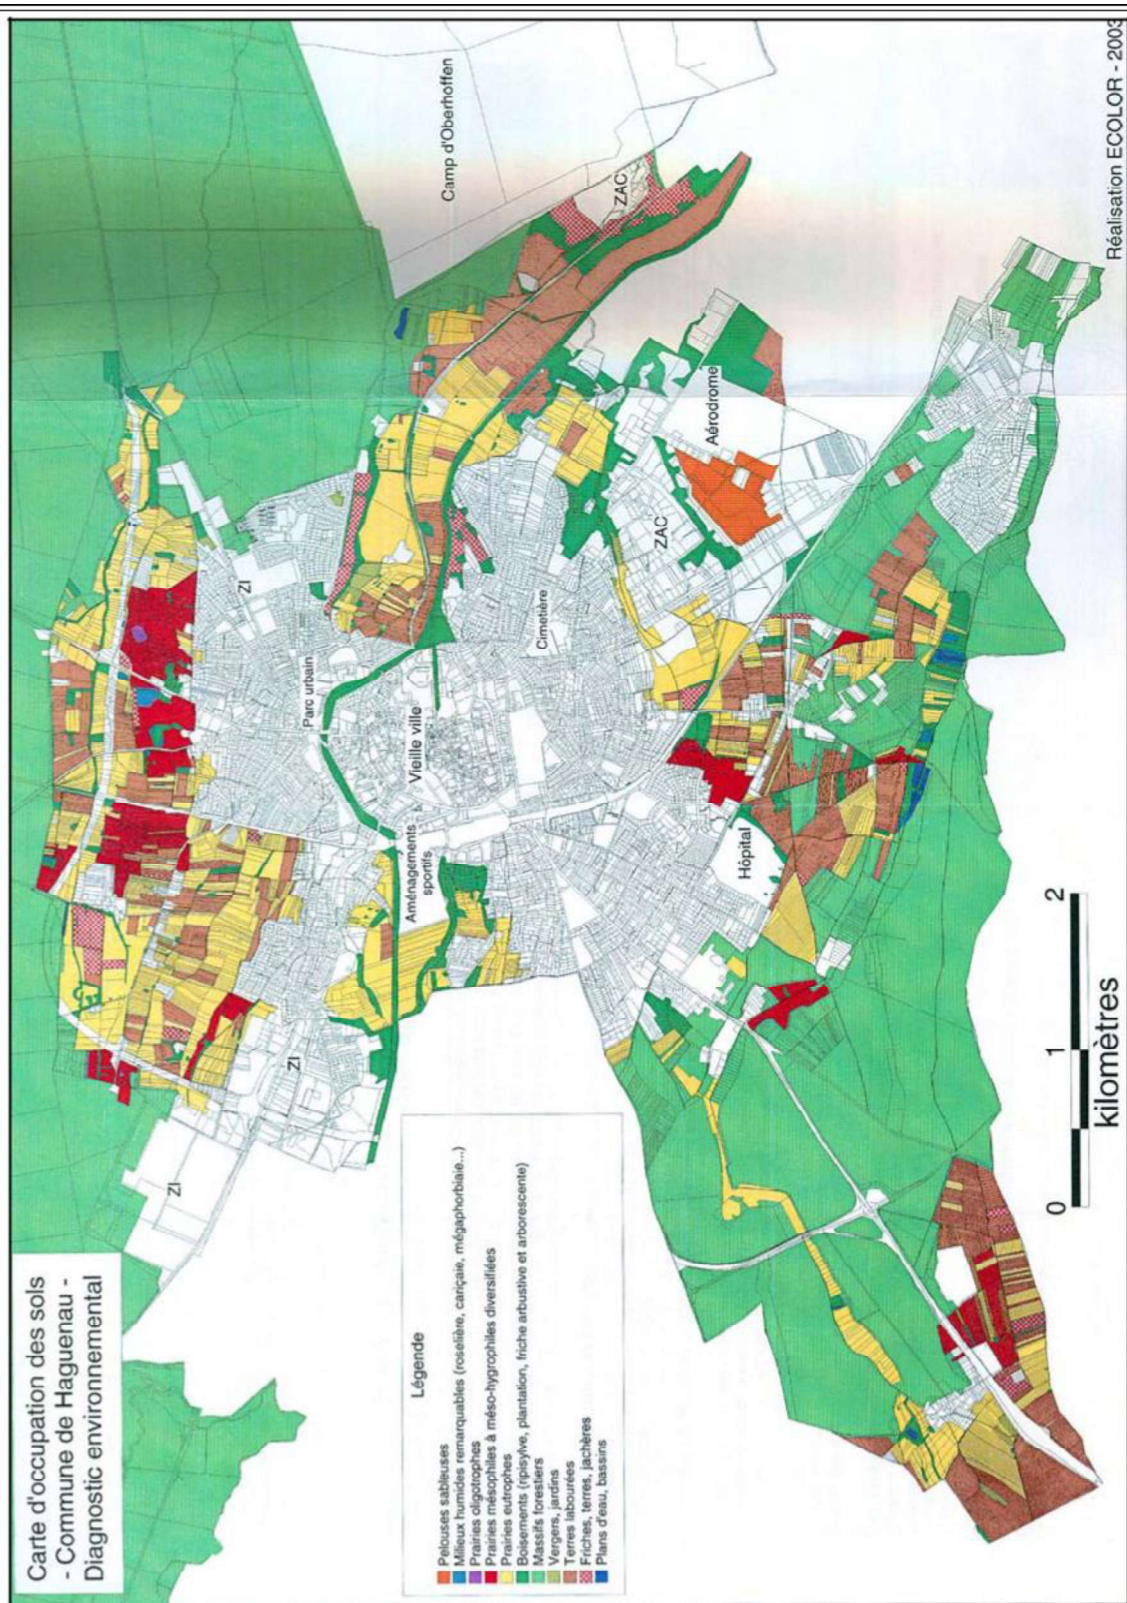 Carte d'occupation des sols
- Commune de Haguenau -
Diagnostic environnemental
Légende
Pelouses sableuses
Milieux humides remarquables (roselière, cariçaie, mégaphorbiaie...)
Prairies oligotrophes
Prairies mésophiles à méso-hygrophiles diversifiées
Prairies eutrophes
Boisements (ripisylve, plantation, friche arbustive et arborescente)
Massifs forestiers
Vergers, jardins
Terres labourées
Friches, terres, jachères
Plans d'eau, bassins
ZI
ZI
ZI
Aménagements
sportifs
Parc urbain
Vieille ville
Cimetière
Hôpital
ZAC
Aérodrome
ZAC
Camp d'Oberhoffen
0 1 2
kilomètres
Réalisation ECOLOR - 2003